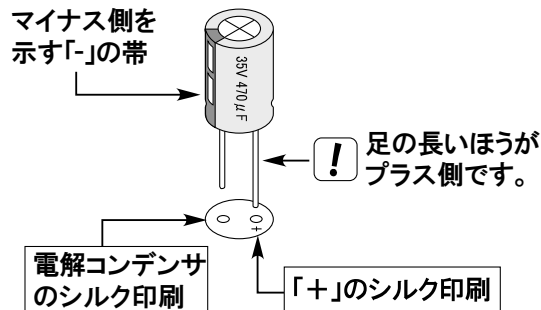 マイナス側を
示す「-」の帯
35V 470μF
!
足の長いほうが
プラス側です。
+
電解コンデンサ
のシルク印刷
「＋」のシルク印刷